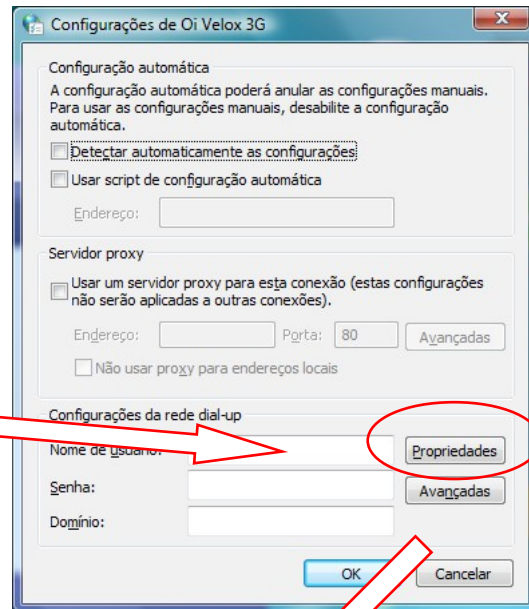 Configurações de Oi Velox 3G
Configuração automática
A configuração automática poderá anular as configurações manuais.
Para usar as configurações manuais, desabilite a configuração
automática.
Detectar automaticamente as configurações
Usar script de configuração automática
Endereço:
Servidor proxy
Usar um servidor proxy para esta conexão (estas configurações
não serão aplicadas a outras conexões).
Endereço: Porta: 80 Avançadas
Não usar proxy para endereços locais
Configurações da rede dial-up
Nome de usuário: Propriedades
Senha: Avançadas
Domínio:
OK Cancelar